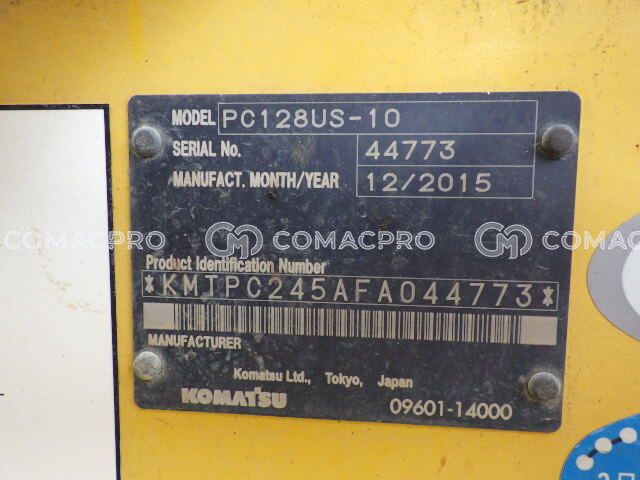 MODEL PC128US-10
SERIAL No. 44773
MANUFACT. MONTH/YEAR 12/2015
COMACPRO COMACPRO COMACPRO
Product Identification Number
*KMTPC245AFA044773*
MANUFACTURER
Komatsu Ltd., Tokyo, Japan
KOMATSU 09601-14000